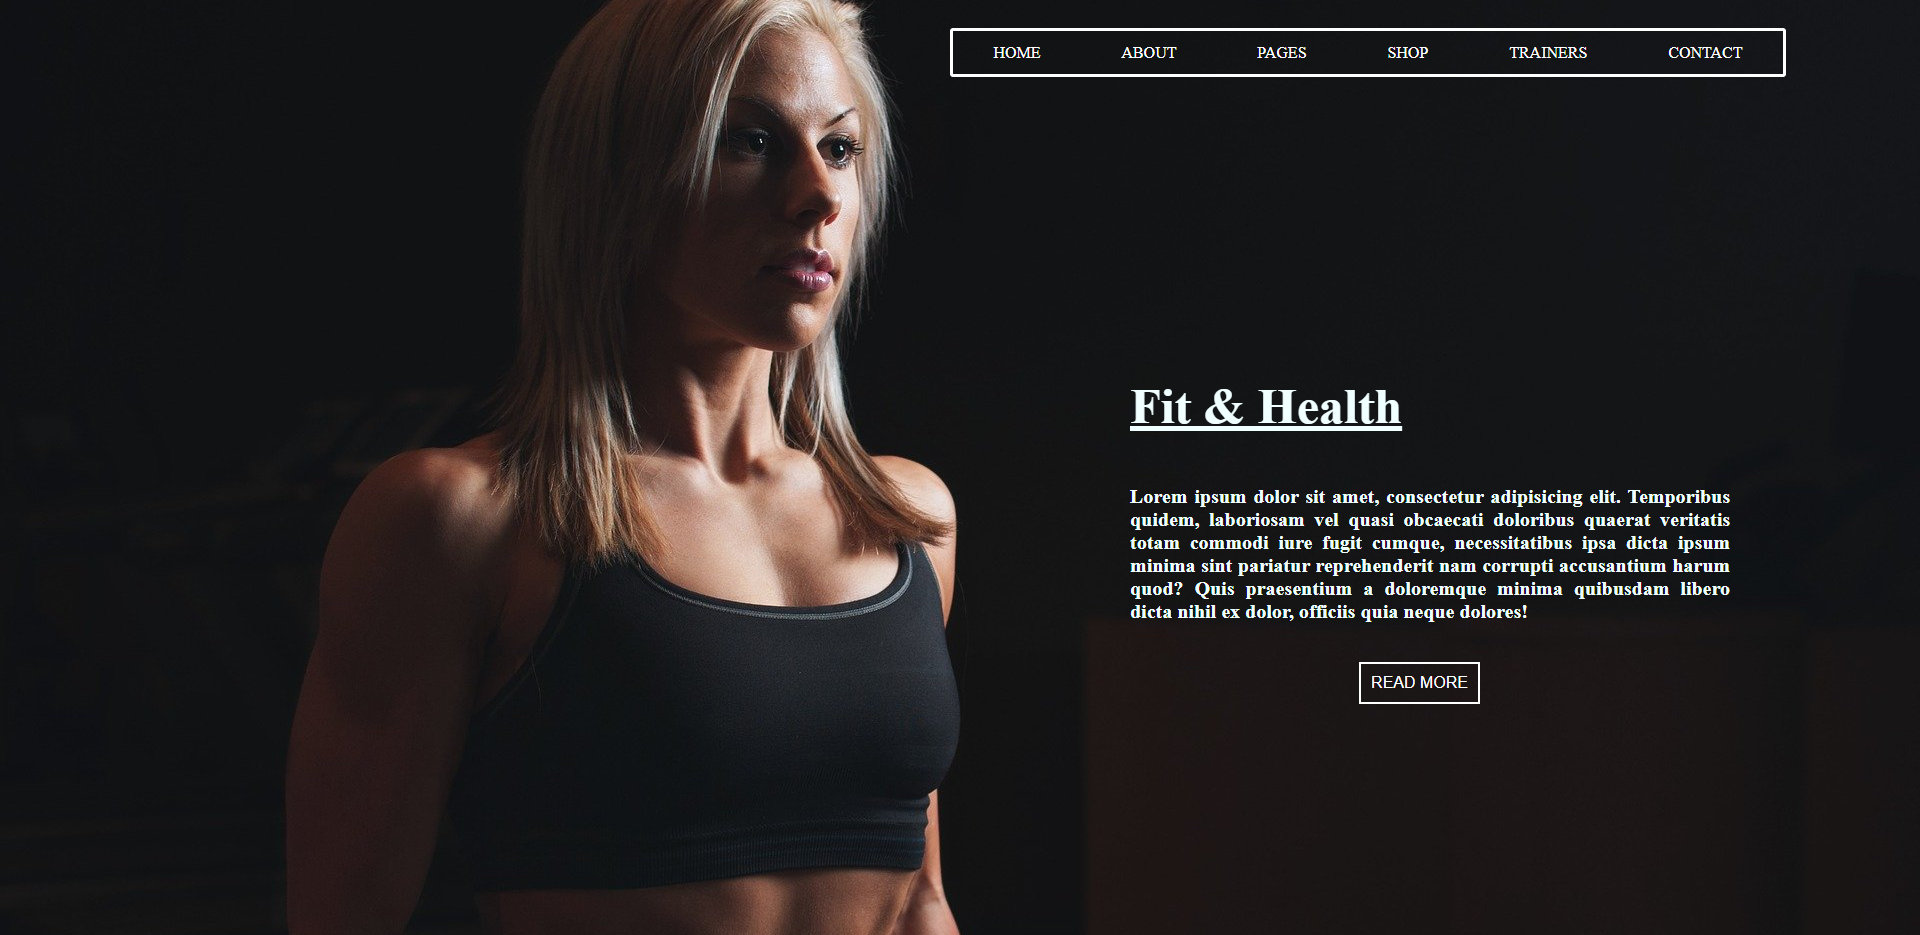 HOME ABOUT PAGES SHOP TRAINERS CONTACT
Fit & Health
Lorem ipsum dolor sit amet, consectetur adipisicing elit. Temporibus
quidem, laboriosam vel quasi obcaecati doloribus quaerat veritatis
totam commodi iure fugit cumque, necessitatibus ipsa dicta ipsum
minima sint pariatur reprehenderit nam corrupti accusantium harum
quod? Quis praesentium a doloremque minima quibusdam libero
dicta nihil ex dolor, officiis quia neque dolores!
READ MORE